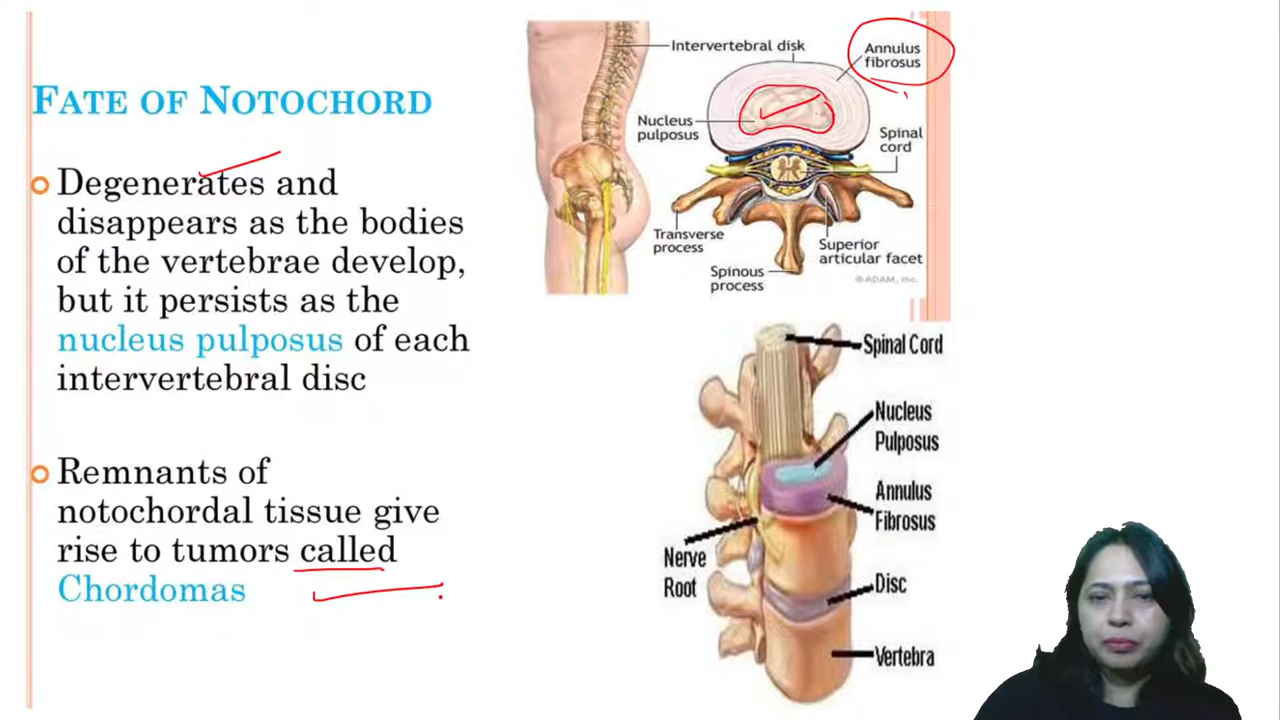 FATE OF NOTOCHORD
Degenerates and
disappears as the bodies
of the vertebrae develop,
but it persists as the
nucleus pulposus of each
intervertebral disc
Remnants of
notochordal tissue give
rise to tumors called
Chordomas
Intervertebral disk
Annulus
fibrosus
Nucleus
pulposus
Spinal
cord
Transverse
process
Superior
articular facet
Spinous
process
©ADAM, Inc.
Spinal Cord
Nucleus
Pulposus
Annulus
Fibrosus
Nerve
Root
Disc
Vertebra